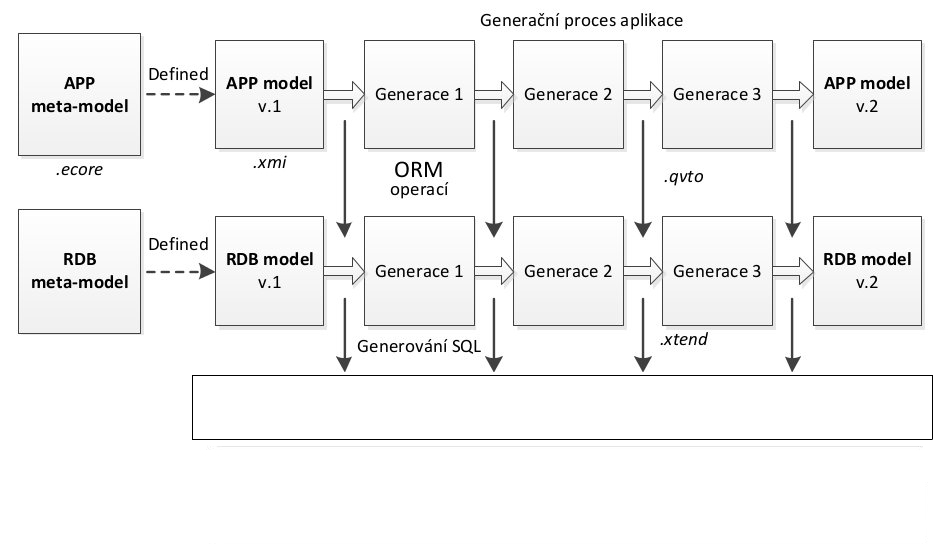 Generační proces aplikace
APP
meta-model
Defined
APP model
v.1
Generace 1
Generace 2
Generace 3
APP model
v.2
.ecore
.xmi
ORM
operací
.qvto
RDB
meta-model
Defined
RDB model
v.1
Generace 1
Generace 2
Generace 3
RDB model
v.2
Generování SQL
.xtend